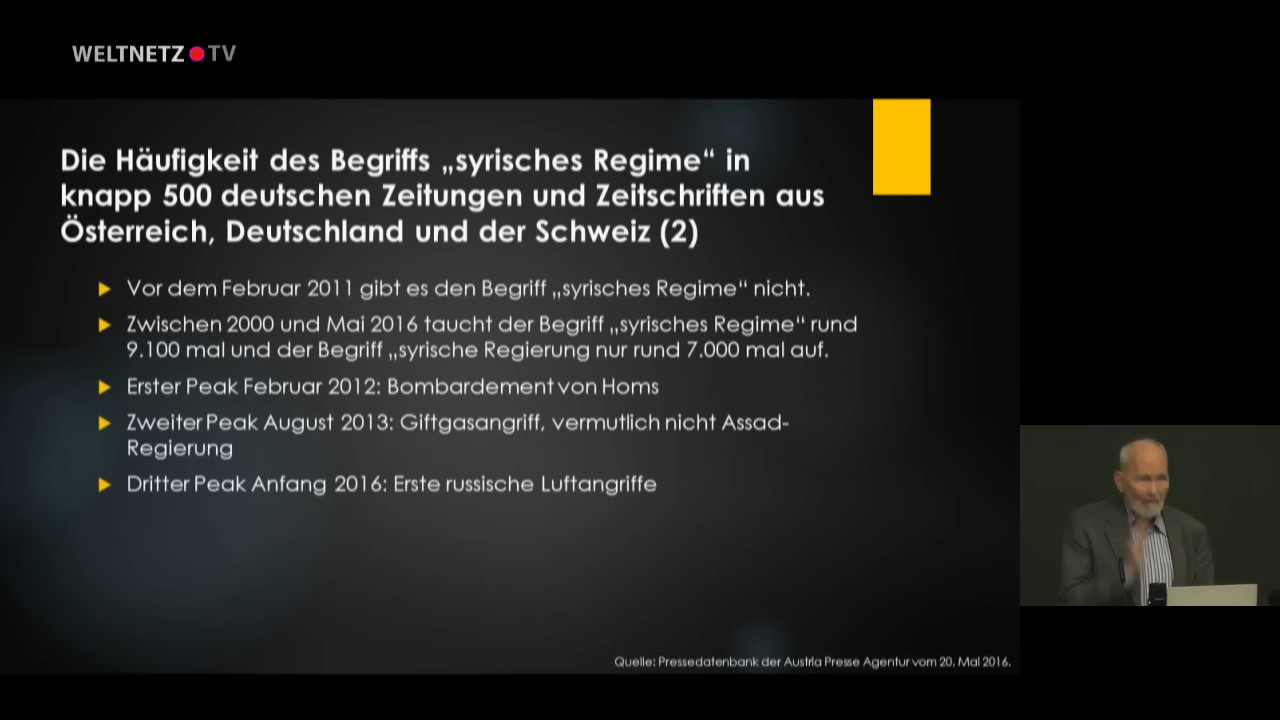 WELTNETZ TV
Die Häufigkeit des Begriffs „syrisches Regime“ in
knapp 500 deutschen Zeitungen und Zeitschriften aus
Österreich, Deutschland und der Schweiz (2)
Vor dem Februar 2011 gibt es den Begriff „syrisches Regime“ nicht.
Zwischen 2000 und Mai 2016 taucht der Begriff „syrisches Regime“ rund
9.100 mal und der Begriff „syrische Regierung nur rund 7.000 mal auf.
Erster Peak Februar 2012: Bombardement von Homs
Zweiter Peak August 2013: Giftgasangriff, vermutlich nicht Assad-
Regierung
Dritter Peak Anfang 2016: Erste russische Luftangriffe
Quelle: Pressedatenbank der Austria Presse Agentur vom 20. Mai 2016.